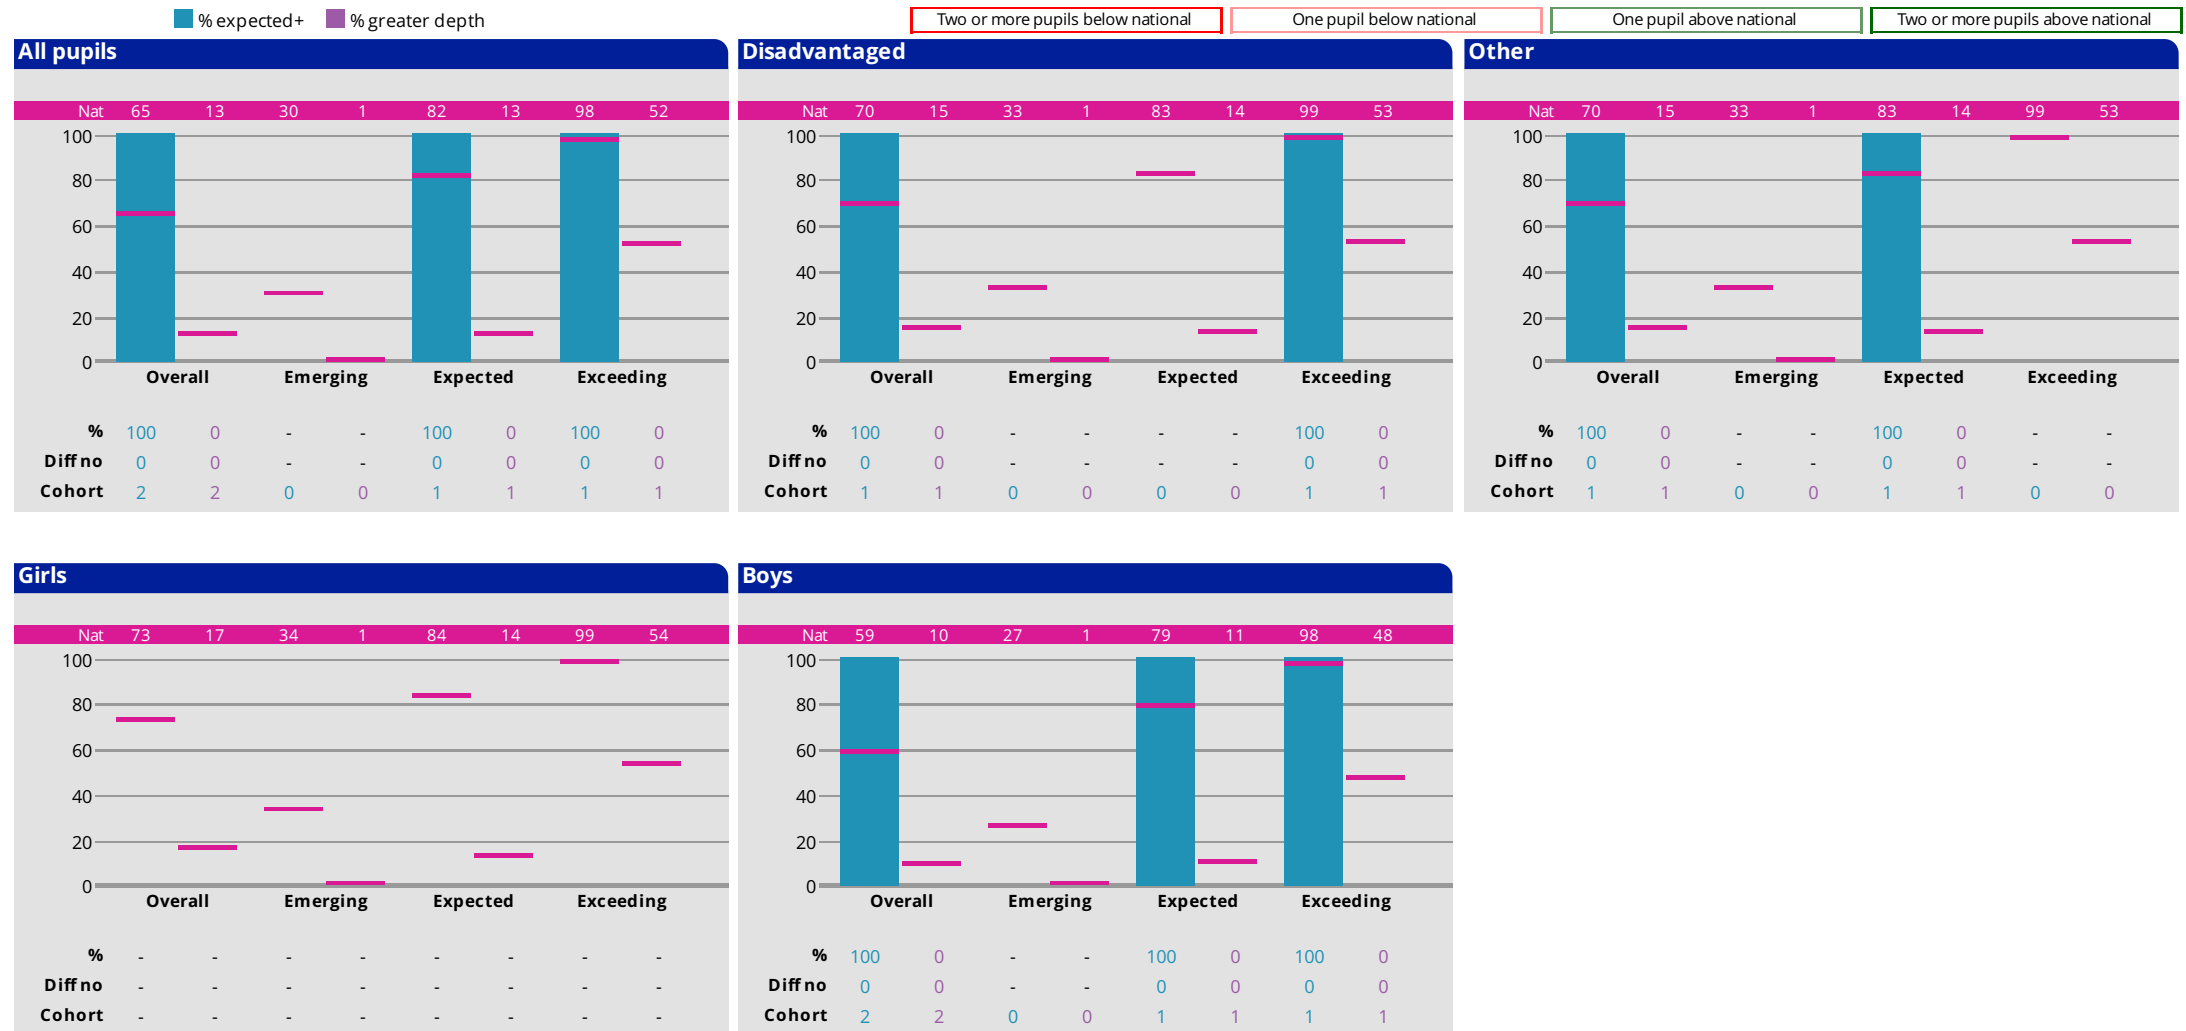 % expected+ % greater depth Two or more pupils below national One pupil below national One pupil above national Two or more pupils above national
All pupils
Nat 65 13 30 1 82 13 98 52
100
80
60
40
20
0
Overall Emerging Expected Exceeding
% 100 0 - - 100 0 100 0
Diff no 0 0 - - 0 0 0 0
Cohort 2 2 0 0 1 1 1 1
Disadvantaged
Nat 70 15 33 1 83 14 99 53
100
80
60
40
20
0
Overall Emerging Expected Exceeding
% 100 0 - - - - 100 0
Diff no 0 0 - - - - 0 0
Cohort 1 1 0 0 0 0 1 1
Other
Nat 70 15 33 1 83 14 99 53
100
80
60
40
20
0
Overall Emerging Expected Exceeding
% 100 0 - - 100 0 - -
Diff no 0 0 - - 0 0 - -
Cohort 1 1 0 0 1 1 0 0
Girls
Nat 73 17 34 1 84 14 99 54
100
80
60
40
20
0
Overall Emerging Expected Exceeding
% - - - - - - - -
Diff no - - - - - - - -
Cohort - - - - - - - -
Boys
Nat 59 10 27 1 79 11 98 48
100
80
60
40
20
0
Overall Emerging Expected Exceeding
% 100 0 - - 100 0 100 0
Diff no 0 0 - - 0 0 0 0
Cohort 2 2 0 0 1 1 1 1